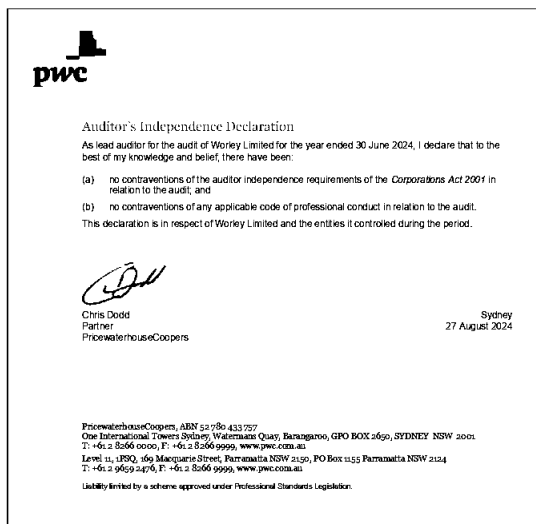 pwc
Auditor's Independence Declaration
As lead auditor for the audit of Worley Limited for the year ended 30 June 2024, I declare that to the
best of my knowledge and belief, there have been:
(a) no contraventions of the auditor independence requirements of the Corporations Act 2001 in
relation to the audit; and
(b) no contraventions of any applicable code of professional conduct in relation to the audit.
This declaration is in respect of Worley Limited and the entities it controlled during the period.
Chris Dodd Sydney
Partner 27 August 2024
PricewaterhouseCoopers
PricewaterhouseCoopers, ABN 52 780 433 757
One International Towers Sydney, Watermans Quay, Barangaroo, GPO BOX 2650, SYDNEY NSW 2001
T: +61 2 8266 0000, F: +61 2 8266 9999, www.pwc.com.au
Level 11, 1PSQ, 169 Macquarie Street, Parramatta NSW 2150, PO Box 1155 Parramatta NSW 2124
T: +61 2 9659 2476, F: +61 2 8266 9999, www.pwc.com.au
Liability limited by a scheme approved under Professional Standards Legislation.